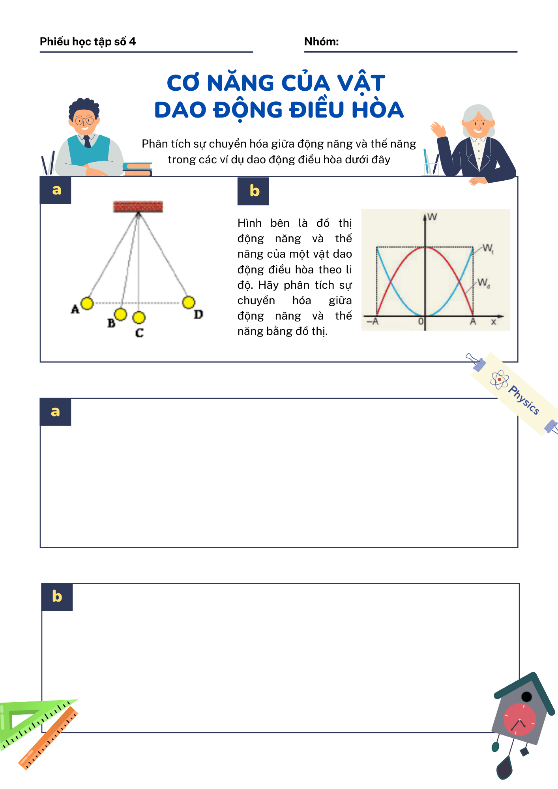 Phiếu học tập số 4
Nhóm:
CƠ NĂNG CỦA VẬT
DAO ĐỘNG ĐIỀU HÒA
Phân tích sự chuyển hóa giữa động năng và thế năng
trong các ví dụ dao động điều hòa dưới đây
a
A
B
C
D
b
Hình bên là đồ thị
động năng và thế
năng của một vật dao
động điều hòa theo li
độ. Hãy phân tích sự
chuyển hóa giữa
động năng và thế
năng bằng đồ thị.
W
Wt
Wđ
-A
0
A
x
Physics
a
b